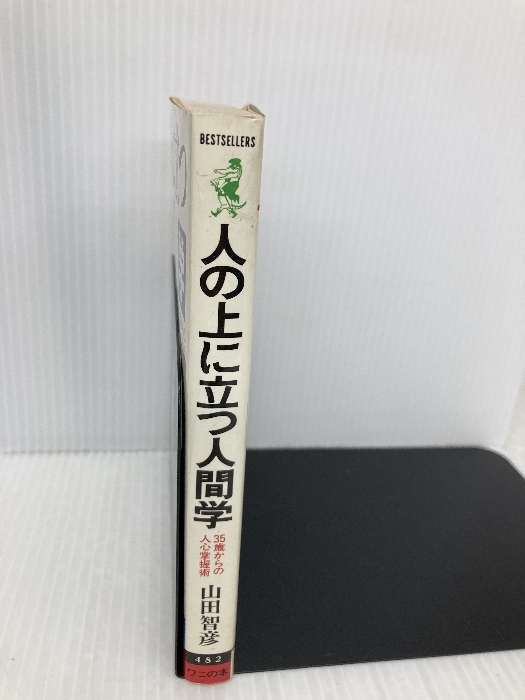 BESTSELLERS
人の上に立つ人間学
35歳からの
人心掌握術
山田智彦
482
ワニの本